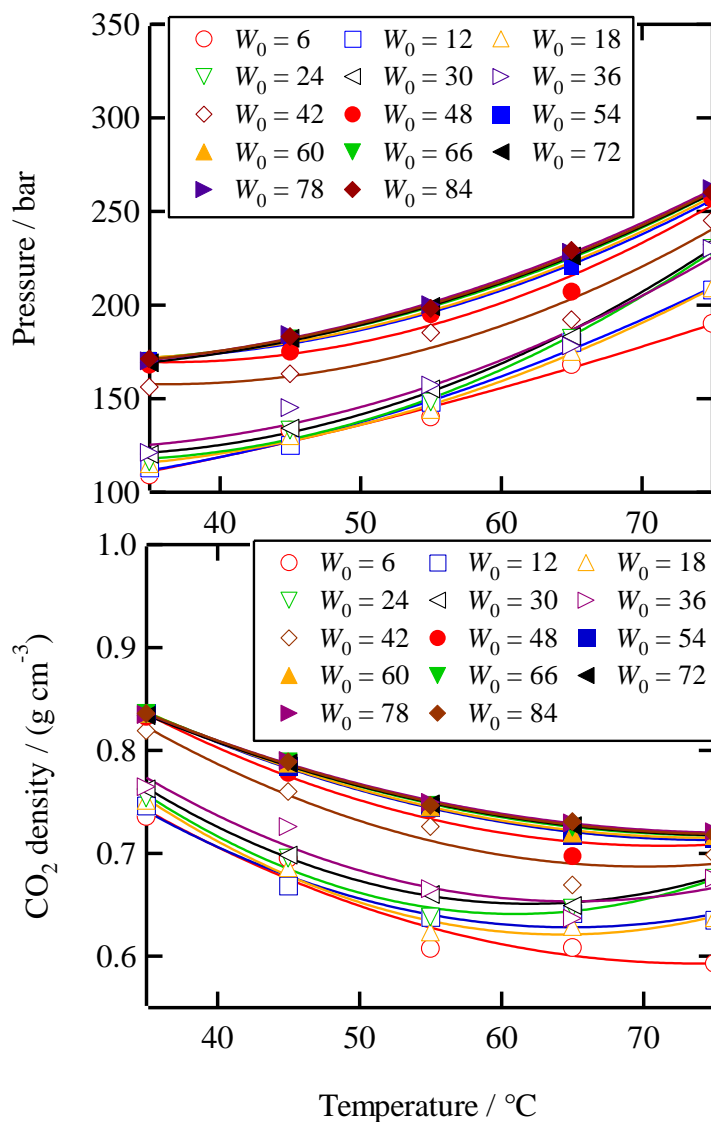 350
W0 = 6 W0 = 12 W0 = 18
W0 = 24 W0 = 30 W0 = 36
300
W0 = 42 W0 = 48 W0 = 54
W0 = 60 W0 = 66 W0 = 72
W0 = 78 W0 = 84
250
200
150
100
Pressure / bar
40 50 60 70
1.0
W0 = 6 W0 = 12 W0 = 18
W0 = 24 W0 = 30 W0 = 36
W0 = 42 W0 = 48 W0 = 54
0.9
W0 = 60 W0 = 66 W0 = 72
W0 = 78 W0 = 84
0.8
0.7
0.6
CO2 density / (g cm-3)
40 50 60 70
Temperature / °C